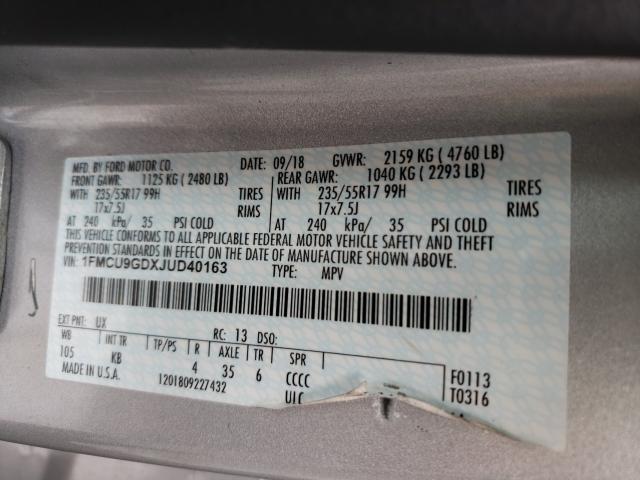 MFD. BY FORD MOTOR CO. DATE: 09/18 GVWR: 2159 KG ( 4760 LB)
FRONT GAWR: 1125 KG ( 2480 LB) REAR GAWR: 1040 KG ( 2293 LB)
WITH 235/55R17 99H TIRES WITH 235/55R17 99H TIRES
17x7.5J RIMS 17x7.5J RIMS
AT 240 kPa/ 35 PSI COLD AT 240 kPa/ 35 PSI COLD
THIS VEHICLE CONFORMS TO ALL APPLICABLE FEDERAL MOTOR VEHICLE SAFETY AND THEFT
PREVENTION STANDARDS IN EFFECT ON THE DATE OF MANUFACTURE SHOWN ABOVE.
VIN: 1FMCU9GDXJUD40163 TYPE: MPV
EXT PNT: UX RC: 13 DSO:
WB INT TR TP/PS R AXLE TR SPR
105 KB 4 35 6 CCCC F0113
MADE IN U.S.A. 1201809227432 UIC T0316